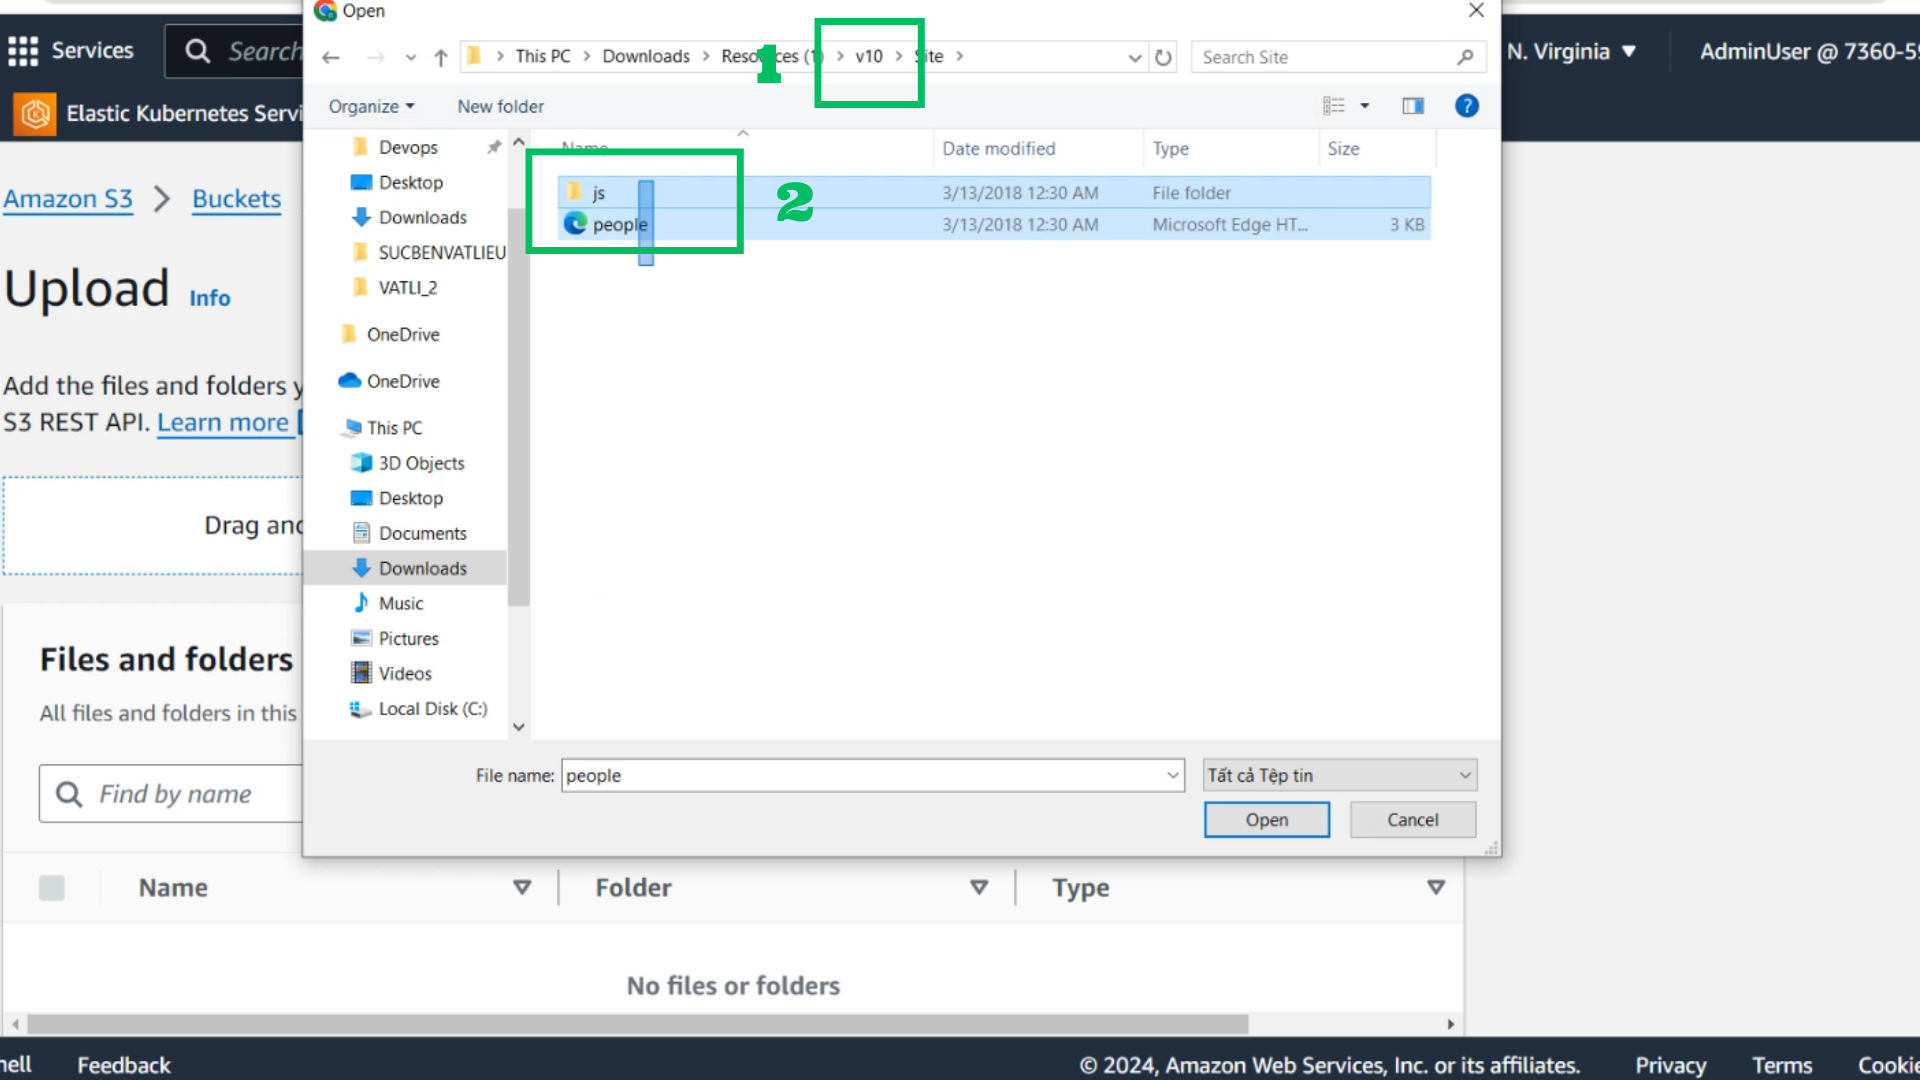 Open
This PC > Downloads > Resources (1) > v10 > Site >
Search Site
1
Services
Search
N. Virginia
AdminUser @ 7360-59
Elastic Kubernetes Servi
Organize
New folder
Name
Date modified
Type
Size
js
3/13/2018 12:30 AM
File folder
people
3/13/2018 12:30 AM
Microsoft Edge HT...
3 KB
2
Devops
Desktop
Downloads
SUCBENVATLIEU
VATLI_2
OneDrive
OneDrive
This PC
3D Objects
Desktop
Documents
Downloads
Music
Pictures
Videos
Local Disk (C:)
File name:
people
Tất cả Tệp tin
Open
Cancel
Amazon S3 > Buckets
Upload Info
Add the files and folders y
S3 REST API. Learn more
Drag and
Files and folders
All files and folders in this
Find by name
Name
Folder
Type
No files or folders
hell
Feedback
© 2024, Amazon Web Services, Inc. or its affiliates.
Privacy
Terms
Cookie